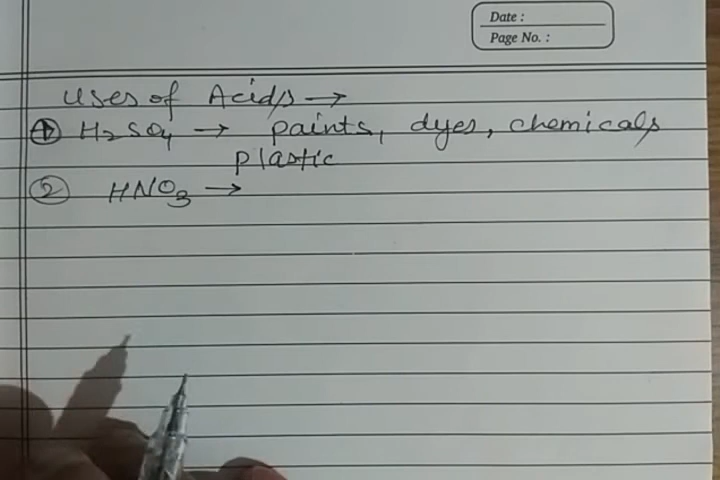 Date :
Page No. :
Uses of Acids →
① H₂SO₄ → paints, dyes, chemicals
plastic
② HNO₃ →